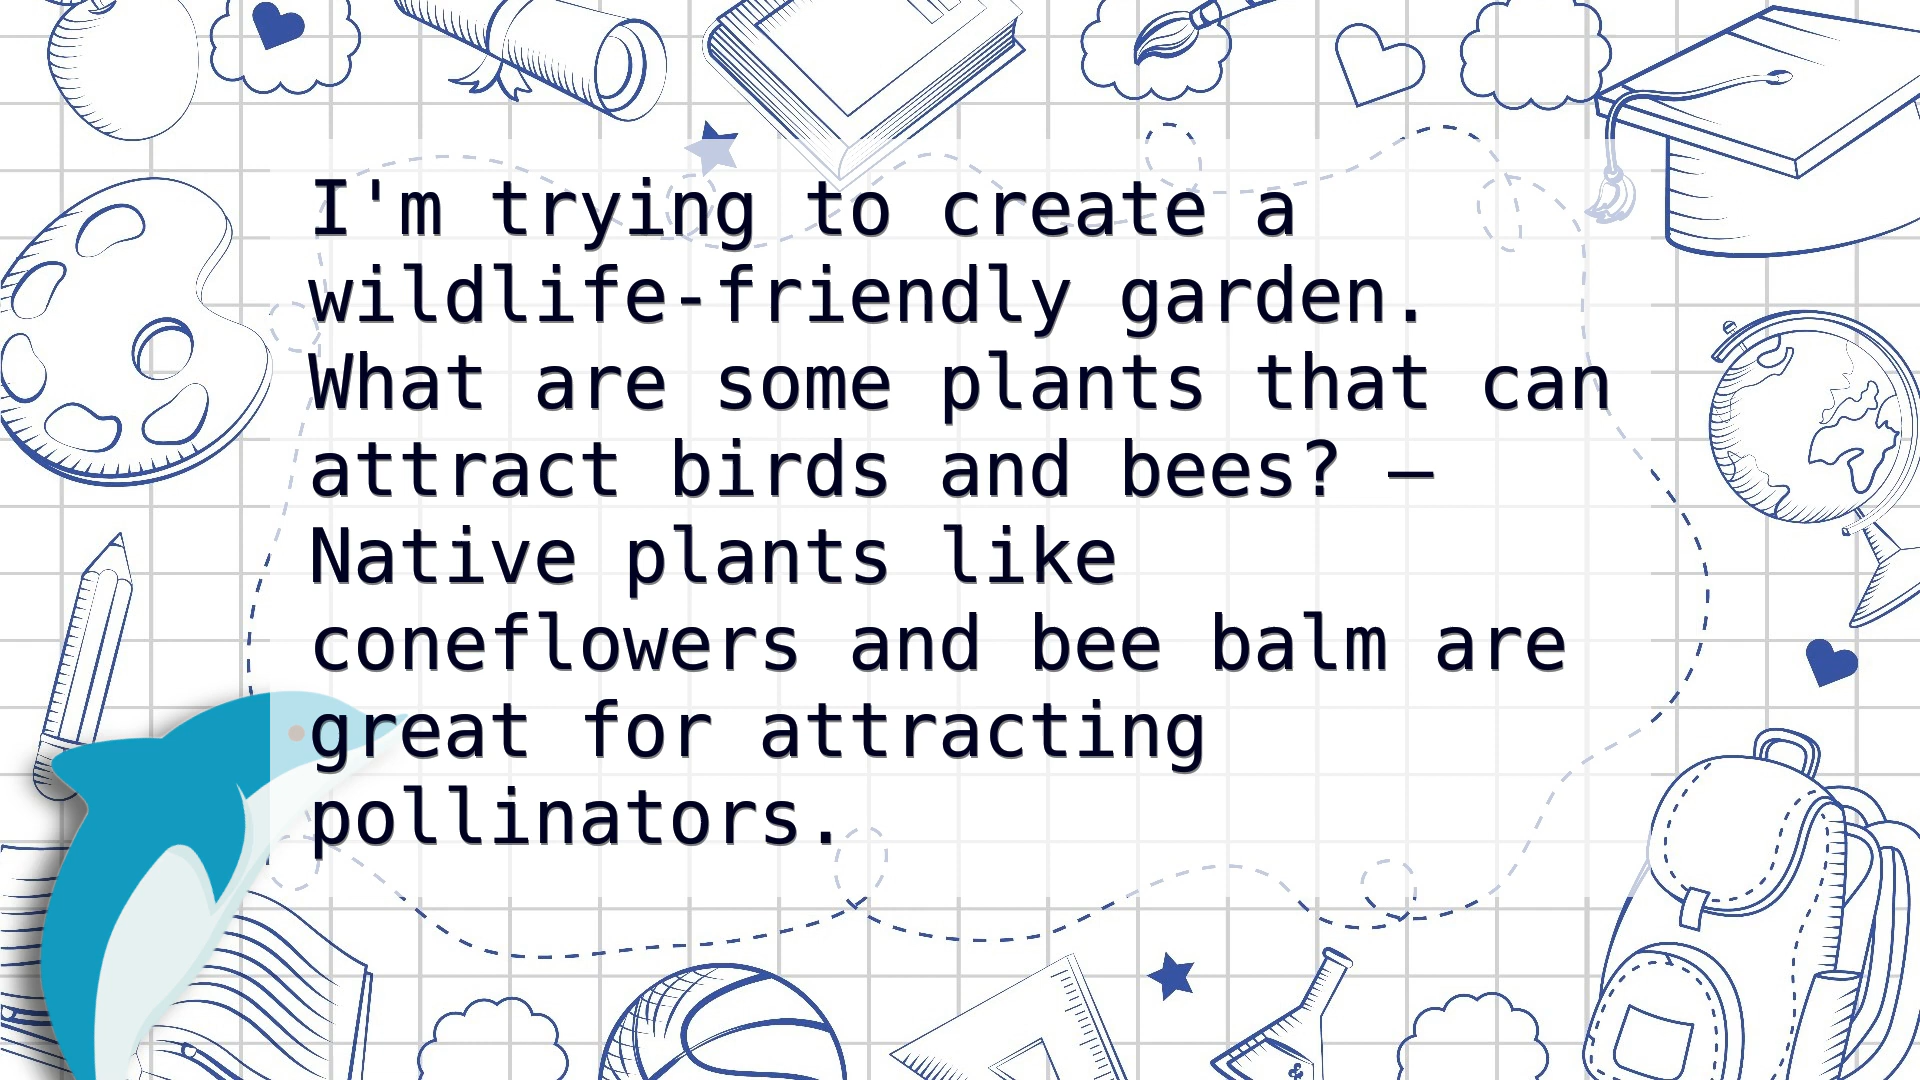 I'm trying to create a
wildlife-friendly garden.
What are some plants that can
attract birds and bees? –
Native plants like
coneflowers and bee balm are
great for attracting
pollinators.